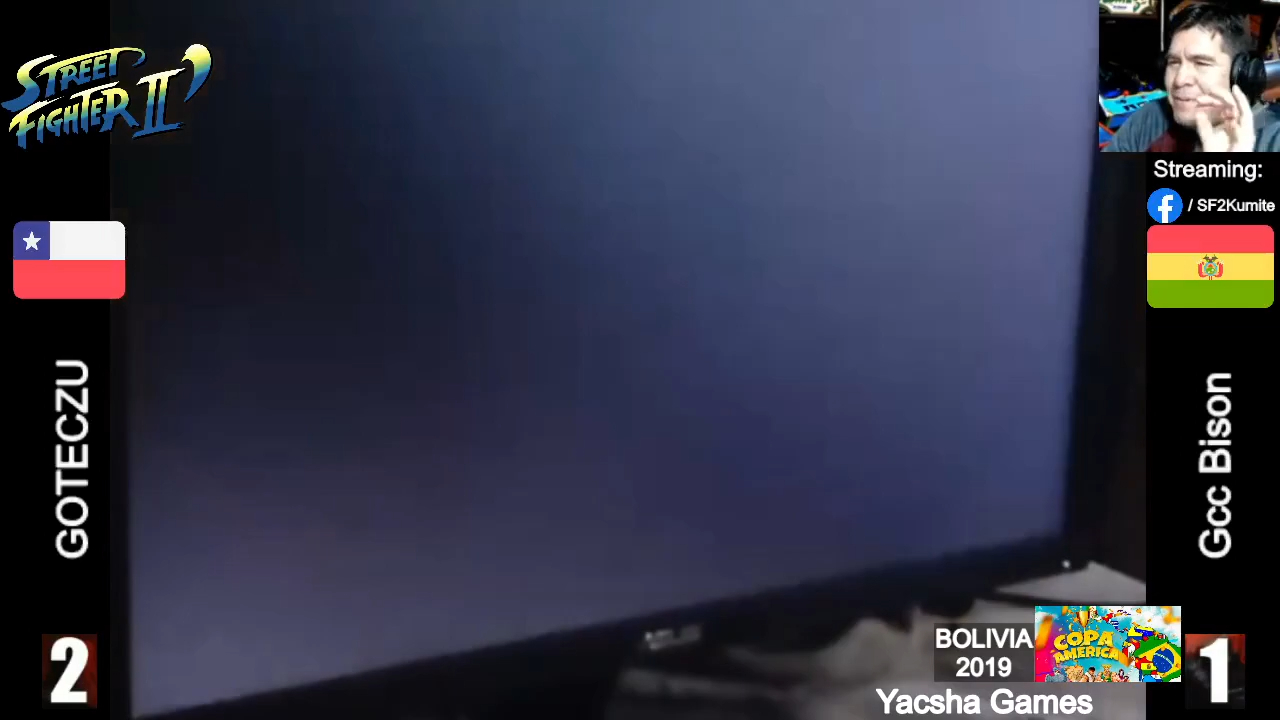 STREET
FIGHTER II'
Streaming:
/ SF2Kumite
GOTECZU
Gcc Bison
2
BOLIVIA
2019
COPA
AMERICA
1
Yacsha Games